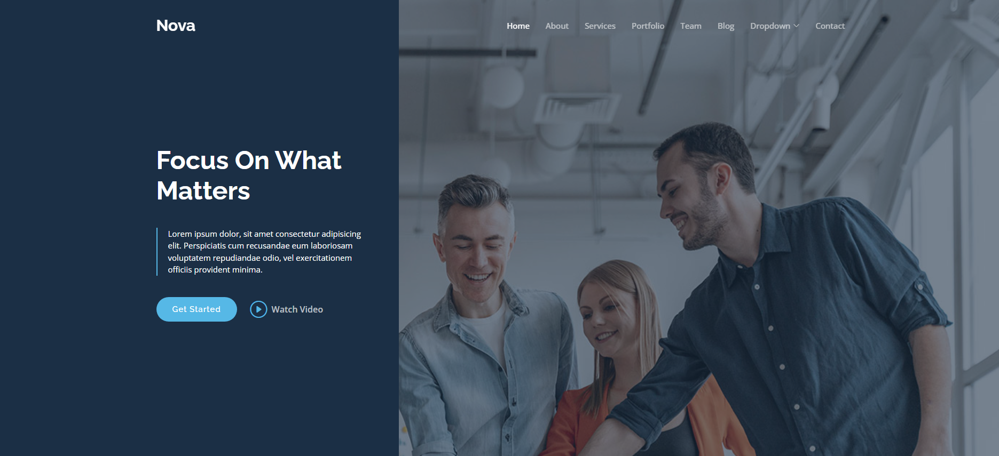 Nova
Home About Services Portfolio Team Blog Dropdown Contact
Focus On What
Matters
Lorem ipsum dolor, sit amet consectetur adipisicing
elit. Perspiciatis cum recusandae eum laboriosam
voluptatem repudiandae odio, vel exercitationem
officiis provident minima.
Get Started
Watch Video